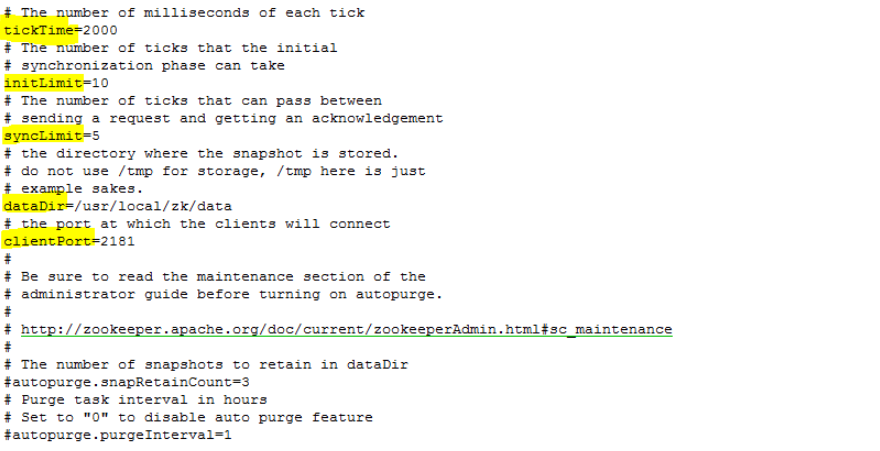 # The number of milliseconds of each tick
tickTime=2000
# The number of ticks that the initial
# synchronization phase can take
initLimit=10
# The number of ticks that can pass between
# sending a request and getting an acknowledgement
syncLimit=5
# the directory where the snapshot is stored.
# do not use /tmp for storage, /tmp here is just
# example sakes.
dataDir=/usr/local/zk/data
# the port at which the clients will connect
clientPort=2181
#
# Be sure to read the maintenance section of the
# administrator guide before turning on autopurge.
#
# http://zookeeper.apache.org/doc/current/zookeeperAdmin.html#sc_maintenance
#
# The number of snapshots to retain in dataDir
#autopurge.snapRetainCount=3
# Purge task interval in hours
# Set to "0" to disable auto purge feature
#autopurge.purgeInterval=1